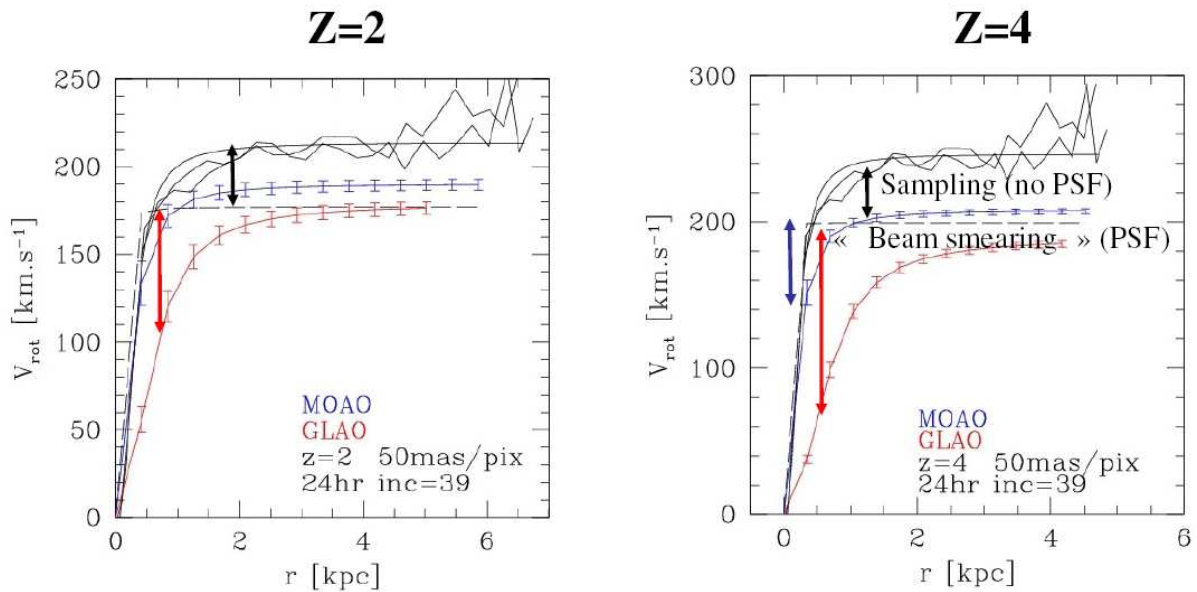 Z=2
250
200
150
100
50
0
V_rot [km.s⁻¹]
MOAO
GLAO
z=2 50mas/pix
24hr inc=39
0 2 4 6
r [kpc]
Z=4
300
200
100
0
V_rot [km.s⁻¹]
Sampling (no PSF)
« Beam smearing » (PSF)
MOAO
GLAO
z=4 50mas/pix
24hr inc=39
0 2 4 6
r [kpc]